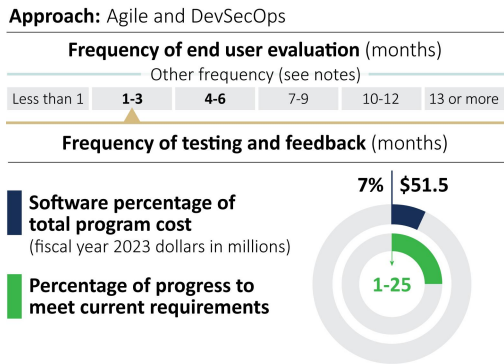 Approach: Agile and DevSecOps
Frequency of end user evaluation (months)
Other frequency (see notes)
Less than 1 1-3 4-6 7-9 10-12 13 or more
Frequency of testing and feedback (months)
7% $51.5
Software percentage of
total program cost
(fiscal year 2023 dollars in millions)
Percentage of progress to
meet current requirements
1-25